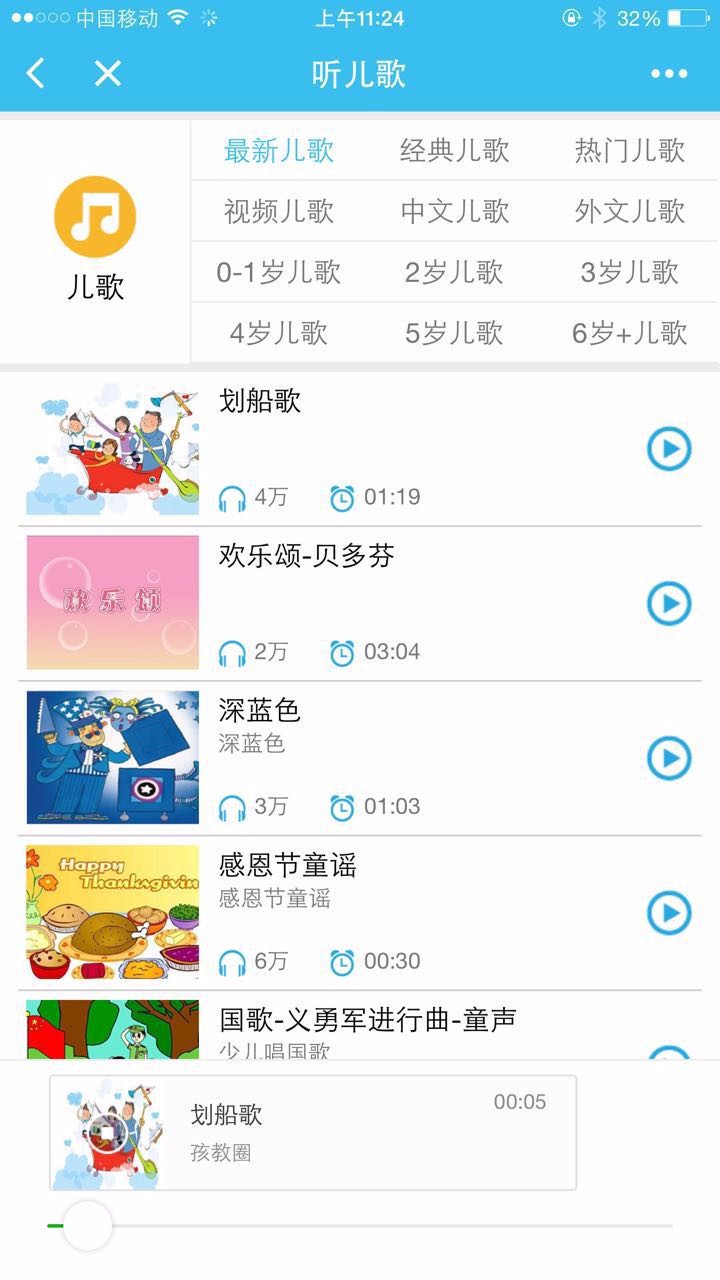 中国移动 上午11:24 32%
听儿歌
儿歌
最新儿歌 经典儿歌 热门儿歌
视频儿歌 中文儿歌 外文儿歌
0-1岁儿歌 2岁儿歌 3岁儿歌
4岁儿歌 5岁儿歌 6岁+儿歌
划船歌
4万 01:19
欢乐颂
欢乐颂-贝多芬
2万 03:04
深蓝色
深蓝色
3万 01:03
Happy
Thanksgivin
感恩节童谣
感恩节童谣
6万 00:30
国歌-义勇军进行曲-童声
少儿唱国歌
划船歌 00:05
孩教圈